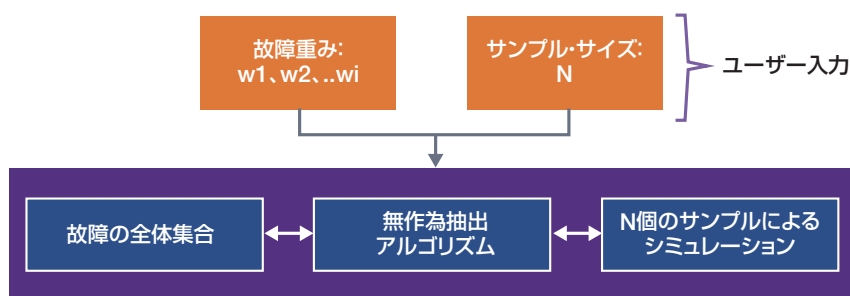 故障重み:
w1、w2、..wi
サンプル・サイズ:
N
ユーザー入力
故障の全体集合
無作為抽出
アルゴリズム
N個のサンプルによる
シミュレーション